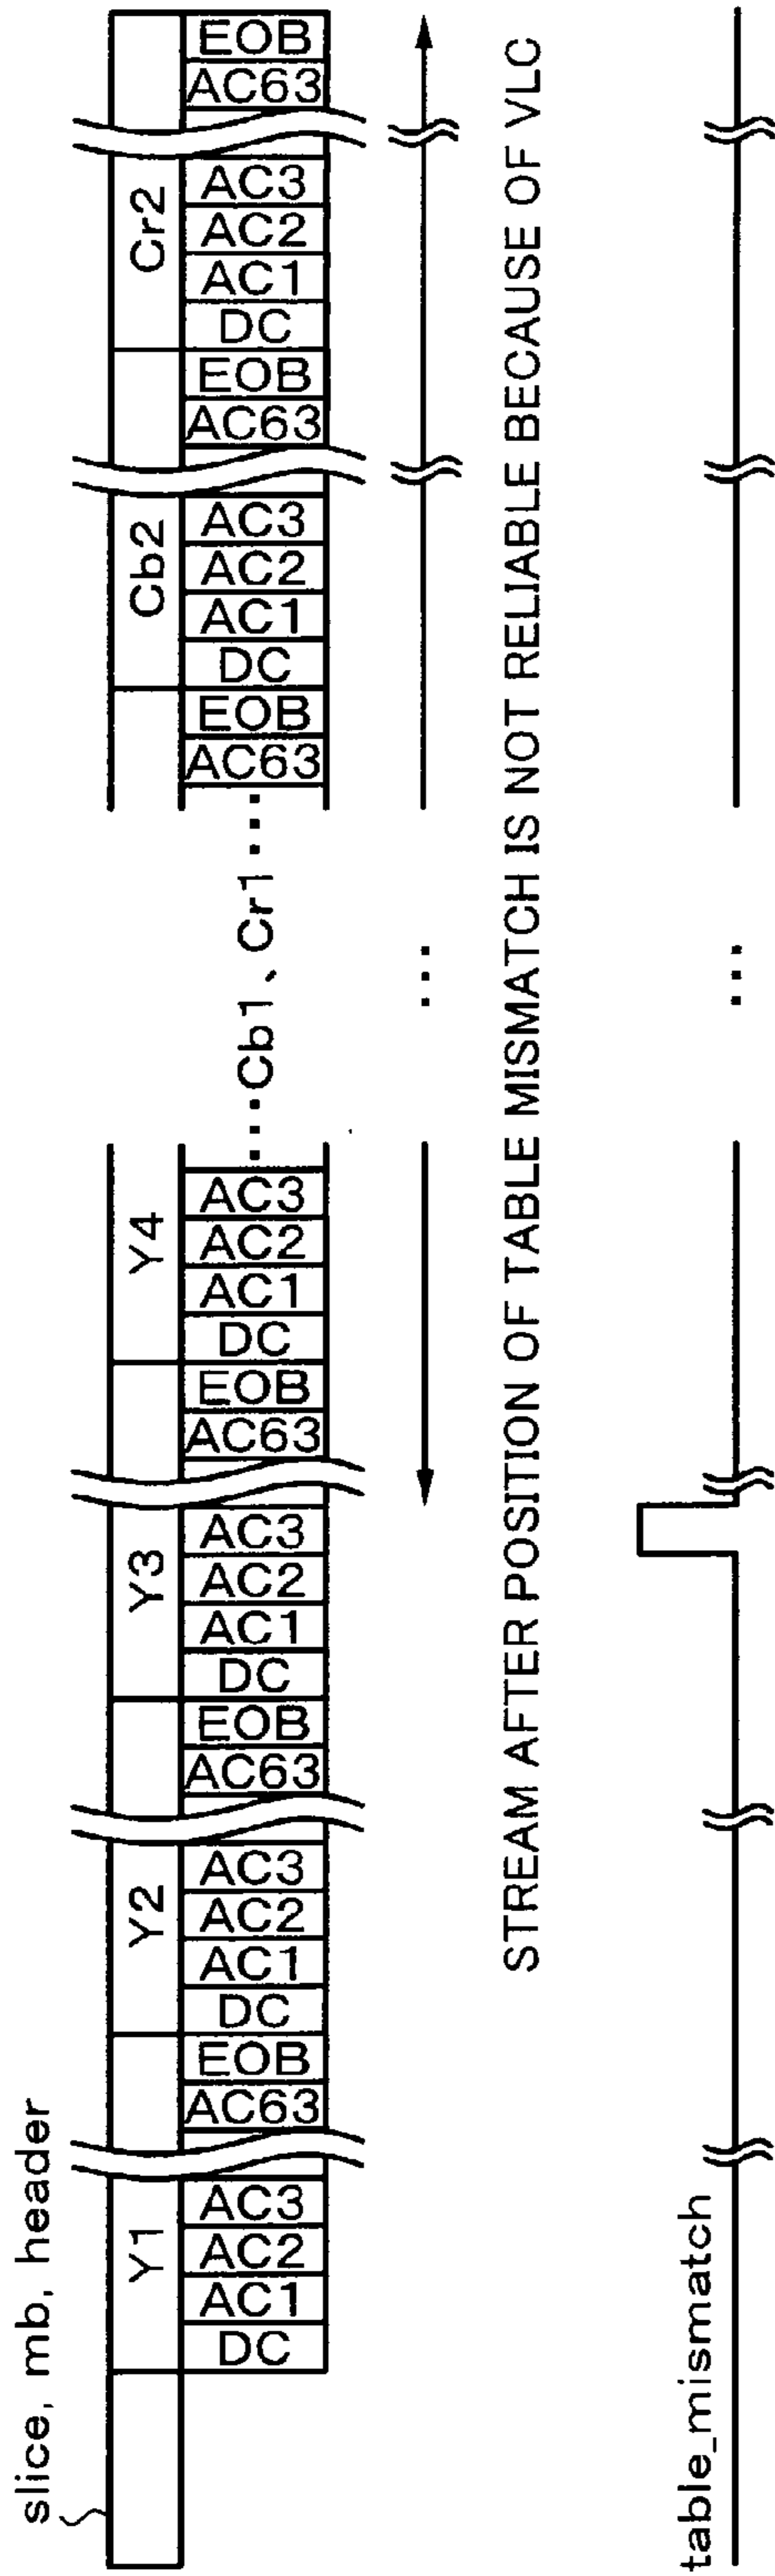 slice, mb, header
Y1 Y2 Y3 Y4 Cb2 Cr2
DC AC1 AC2 AC3 AC63 EOB DC AC1 AC2 AC3 AC63 EOB DC AC1 AC2 AC3 AC63 EOB DC AC1 AC2 AC3 ···Cb1、Cr1··· AC63 EOB DC AC1 AC2 AC3 AC63 EOB DC AC1 AC2 AC3 AC63 EOB
...
STREAM AFTER POSITION OF TABLE MISMATCH IS NOT RELIABLE BECAUSE OF VLC
table_mismatch
...